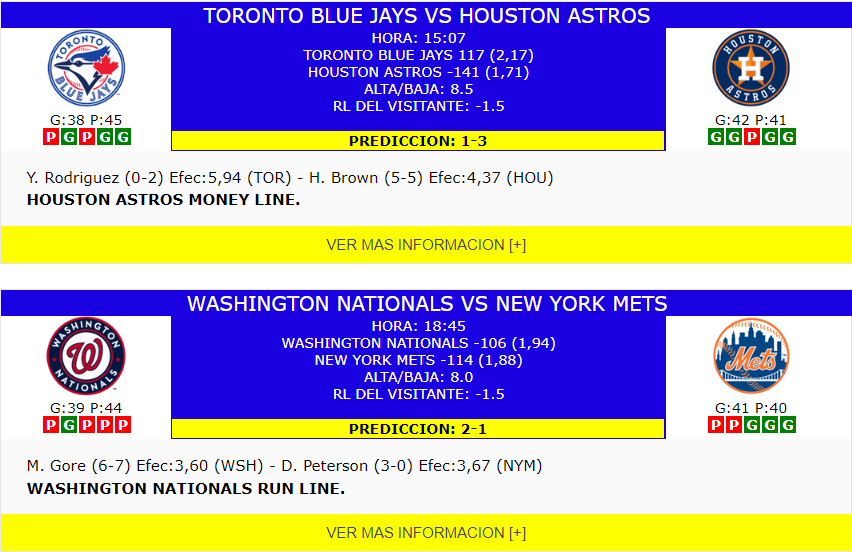 TORONTO BLUE JAYS VS HOUSTON ASTROS
TORONTO
BLUE JAYS
HORA: 15:07
TORONTO BLUE JAYS 117 (2,17)
HOUSTON ASTROS -141 (1,71)
ALTA/BAJA: 8.5
RL DEL VISITANTE: -1.5
HOUSTON
H
ASTROS
G:38 P:45
P G P G G
PREDICCION: 1-3
G:42 P:41
G G P G G
Y. Rodriguez (0-2) Efec:5,94 (TOR) - H. Brown (5-5) Efec:4,37 (HOU)
HOUSTON ASTROS MONEY LINE.
VER MAS INFORMACION [+]
WASHINGTON NATIONALS VS NEW YORK METS
WASHINGTON
W
NATIONALS
HORA: 18:45
WASHINGTON NATIONALS -106 (1,94)
NEW YORK METS -114 (1,88)
ALTA/BAJA: 8.0
RL DEL VISITANTE: -1.5
Mets
G:39 P:44
P G P P P
PREDICCION: 2-1
G:41 P:40
P P G G G
M. Gore (6-7) Efec:3,60 (WSH) - D. Peterson (3-0) Efec:3,67 (NYM)
WASHINGTON NATIONALS RUN LINE.
VER MAS INFORMACION [+]